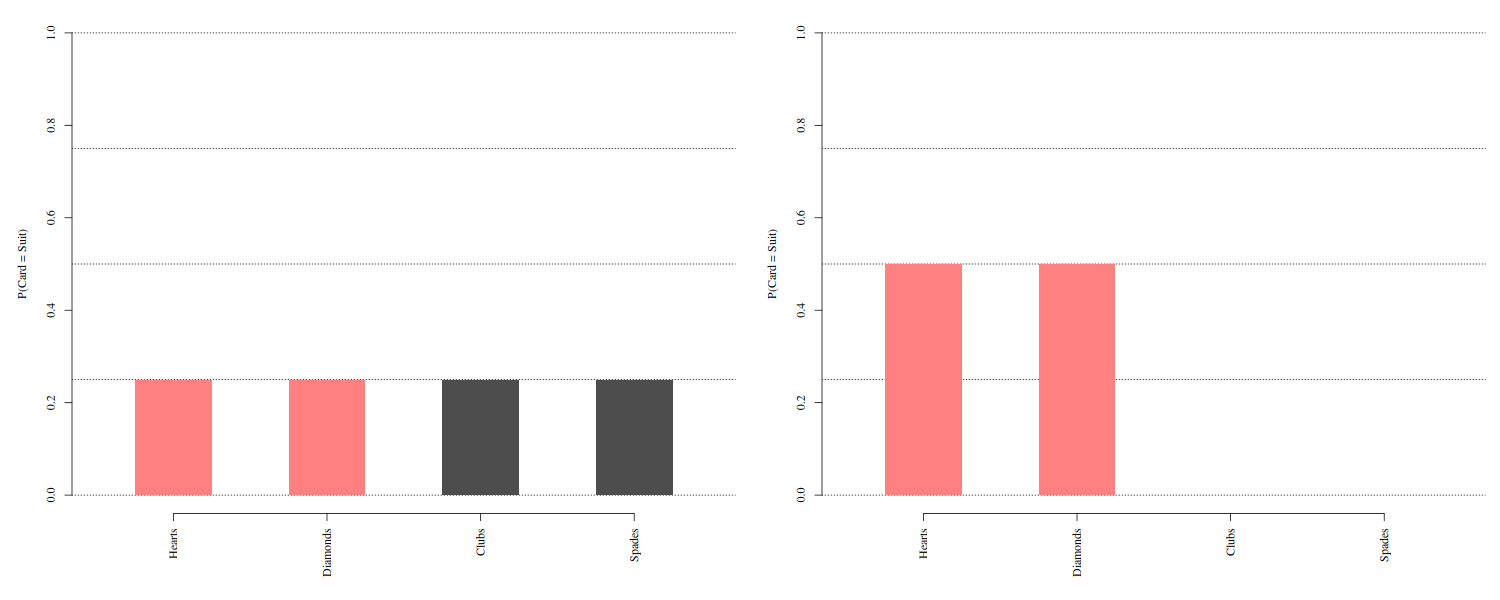 P(Card = Suit)
1.0
0.8
0.6
0.4
0.2
0.0
Hearts
Diamonds
Clubs
Spades
P(Card = Suit)
1.0
0.8
0.6
0.4
0.2
0.0
Hearts
Diamonds
Clubs
Spades